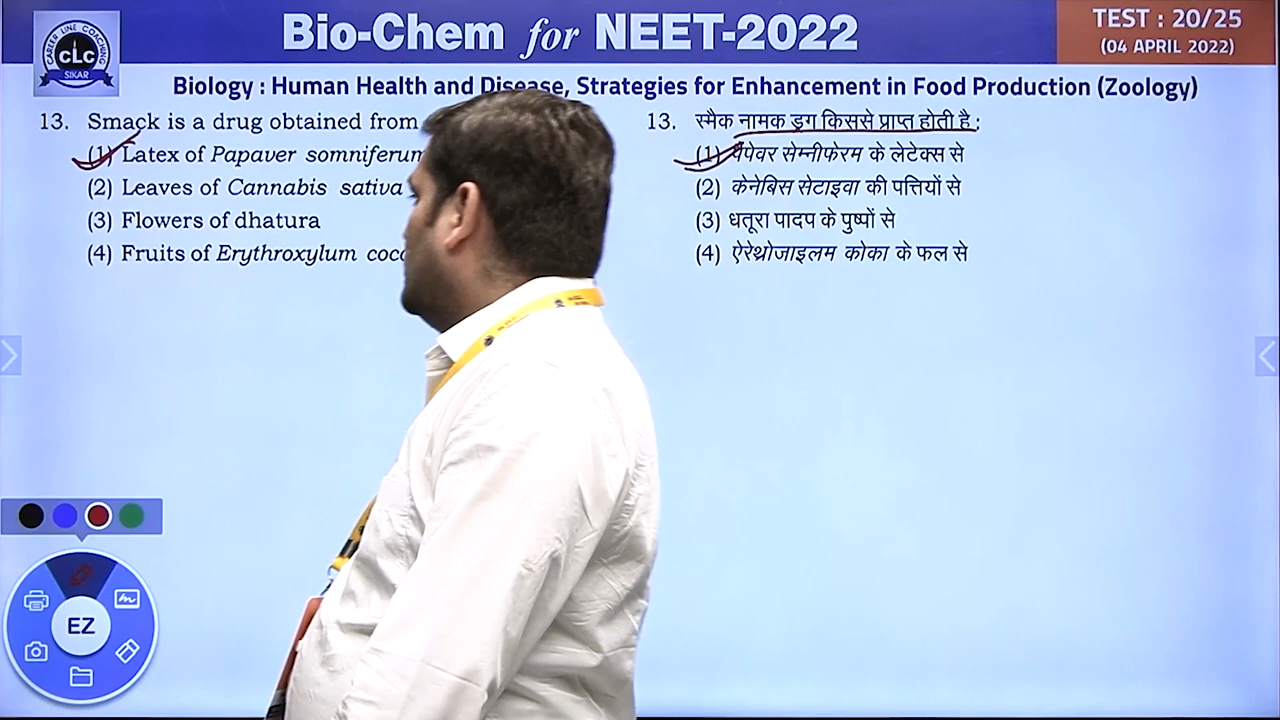 Bio-Chem for NEET-2022
TEST : 20/25
(04 APRIL 2022)
CAREER LINE COACHING
CLC
SIKAR
Biology : Human Health and Disease, Strategies for Enhancement in Food Production (Zoology)
13. Smack is a drug obtained from
(1) Latex of Papaver somniferum
(2) Leaves of Cannabis sativa
(3) Flowers of dhatura
(4) Fruits of Erythroxylum coca
13. स्मैक नामक ड्रग किससे प्राप्त होती है :
(1) पेपेवर सेम्नीफेरम के लेटेक्स से
(2) केनेबिस सेटाइवा की पत्तियों से
(3) धतूरा पादप के पुष्पों से
(4) ऐरेथ्रोजाइलम कोका के फल से
EZ